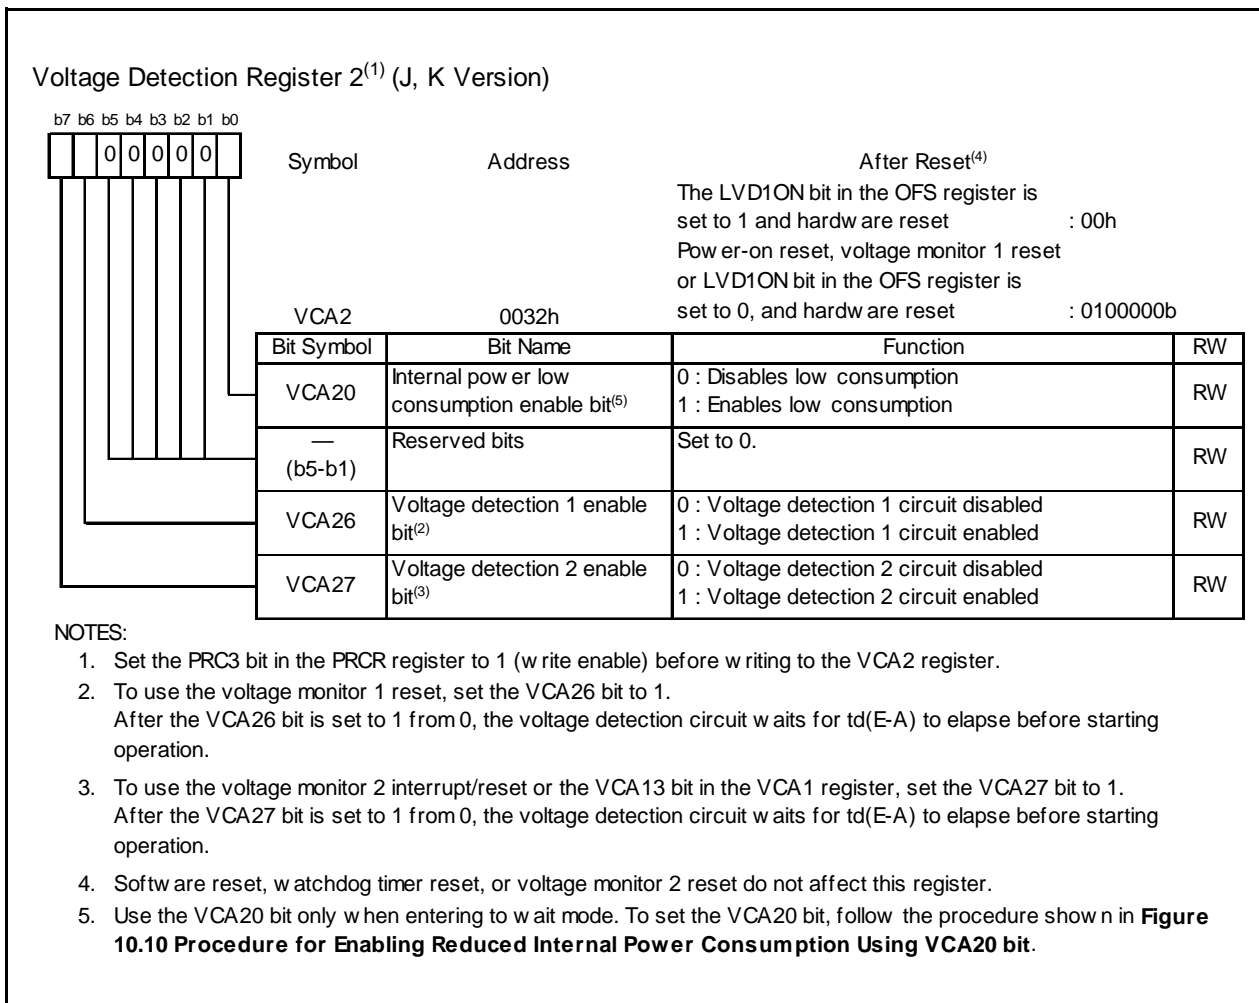 Voltage Detection Register 2(1) (J, K Version)
b7 b6 b5 b4 b3 b2 b1 b0
0 0 0 0 0
Symbol Address After Reset(4)
The LVD1ON bit in the OFS register is
set to 1 and hardware reset : 00h
Power-on reset, voltage monitor 1 reset
or LVD1ON bit in the OFS register is
VCA2 0032h set to 0, and hardware reset : 0100000b
Bit Symbol Bit Name Function RW
VCA20 Internal power low consumption enable bit(5) 0 : Disables low consumption
1 : Enables low consumption RW
— (b5-b1) Reserved bits Set to 0. RW
VCA26 Voltage detection 1 enable bit(2) 0 : Voltage detection 1 circuit disabled
1 : Voltage detection 1 circuit enabled RW
VCA27 Voltage detection 2 enable bit(3) 0 : Voltage detection 2 circuit disabled
1 : Voltage detection 2 circuit enabled RW
NOTES:
1. Set the PRC3 bit in the PRCR register to 1 (write enable) before writing to the VCA2 register.
2. To use the voltage monitor 1 reset, set the VCA26 bit to 1.
After the VCA26 bit is set to 1 from 0, the voltage detection circuit waits for td(E-A) to elapse before starting
operation.
3. To use the voltage monitor 2 interrupt/reset or the VCA13 bit in the VCA1 register, set the VCA27 bit to 1.
After the VCA27 bit is set to 1 from 0, the voltage detection circuit waits for td(E-A) to elapse before starting
operation.
4. Software reset, watchdog timer reset, or voltage monitor 2 reset do not affect this register.
5. Use the VCA20 bit only when entering to wait mode. To set the VCA20 bit, follow the procedure shown in Figure
10.10 Procedure for Enabling Reduced Internal Power Consumption Using VCA20 bit.